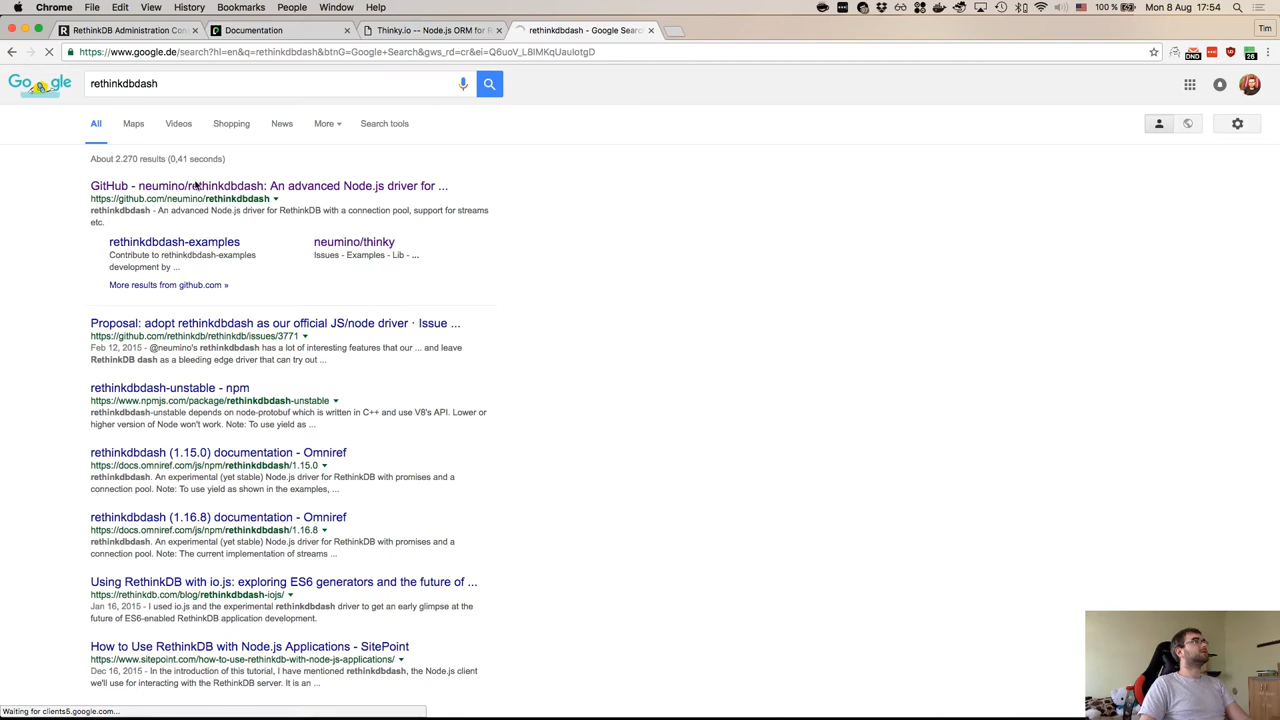 Chrome File Edit View History Bookmarks People Window Help
100 % Sun 8 May 17:54
RethinkDB Administration Con
Documentation
Thinky.io -- Node.js ORM for R
rethinkdbdash - Google Sear
Tim
https://www.google.de/search?hl=en&q=rethinkdbdash&btnG=Google+Search&gws_rd=cr&ei=Q6uoV_L8IMKqUauIotgD
Google
rethinkdbdash
All Maps Videos Shopping News More Search tools
About 2.270 results (0,41 seconds)
GitHub - neumino/rethinkdbdash: An advanced Node.js driver for ...
https://github.com/neumino/rethinkdbdash
rethinkdbdash - An advanced Node.js driver for RethinkDB with a connection pool, support for streams
etc.
rethinkdbdash-examples
Contribute to rethinkdbdash-examples
development by ...
neumino/thinky
Issues - Examples - Lib - ...
More results from github.com »
Proposal: adopt rethinkdbdash as our official JS/node driver · Issue ...
https://github.com/rethinkdb/rethinkdb/issues/3771
Feb 12, 2015 - @neumino's rethinkdbdash has a lot of interesting features that our ... and leave
RethinkDB dash as a bleeding edge driver that can try out ...
rethinkdbdash-unstable - npm
https://www.npmjs.com/package/rethinkdbdash-unstable
rethinkdbdash-unstable depends on node-protobuf which is written in C++ and use V8's API. Lower or
higher version of Node won't work. Note: To use yield as ...
rethinkdbdash (1.15.0) documentation - Omniref
https://docs.omniref.com/js/npm/rethinkdbdash/1.15.0
rethinkdbdash. An experimental (yet stable) Node.js driver for RethinkDB with promises and a
connection pool. Note: To use yield as shown in the examples, ...
rethinkdbdash (1.16.8) documentation - Omniref
https://docs.omniref.com/js/npm/rethinkdbdash/1.16.8
rethinkdbdash. An experimental (yet stable) Node.js driver for RethinkDB with promises and a
connection pool. Note: The current implementation of streams ...
Using RethinkDB with io.js: exploring ES6 generators and the future of ...
https://rethinkdb.com/blog/rethinkdbdash-iojs/
Jan 16, 2015 - I used io.js and the experimental rethinkdbdash driver to get an early glimpse at the
future of ES6-enabled RethinkDB application development.
How to Use RethinkDB with Node.js Applications - SitePoint
https://www.sitepoint.com/how-to-use-rethinkdb-with-node-js-applications/
Dec 16, 2015 - In the introduction of this tutorial, I have mentioned rethinkdbdash, the Node.js client
we'll use for interacting with the RethinkDB server. It is an ...
Waiting for clients5.google.com...